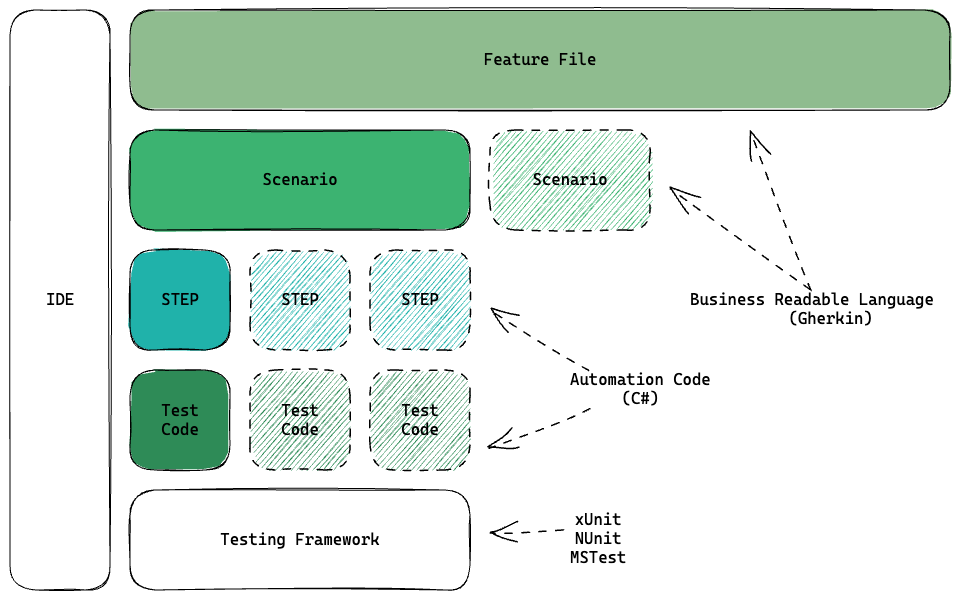 Feature File
Scenario
Scenario
IDE
STEP
STEP
STEP
Business Readable Language
(Gherkin)
Automation Code
(C#)
Test
Code
Test
Code
Test
Code
Testing Framework
xUnit
NUnit
MSTest